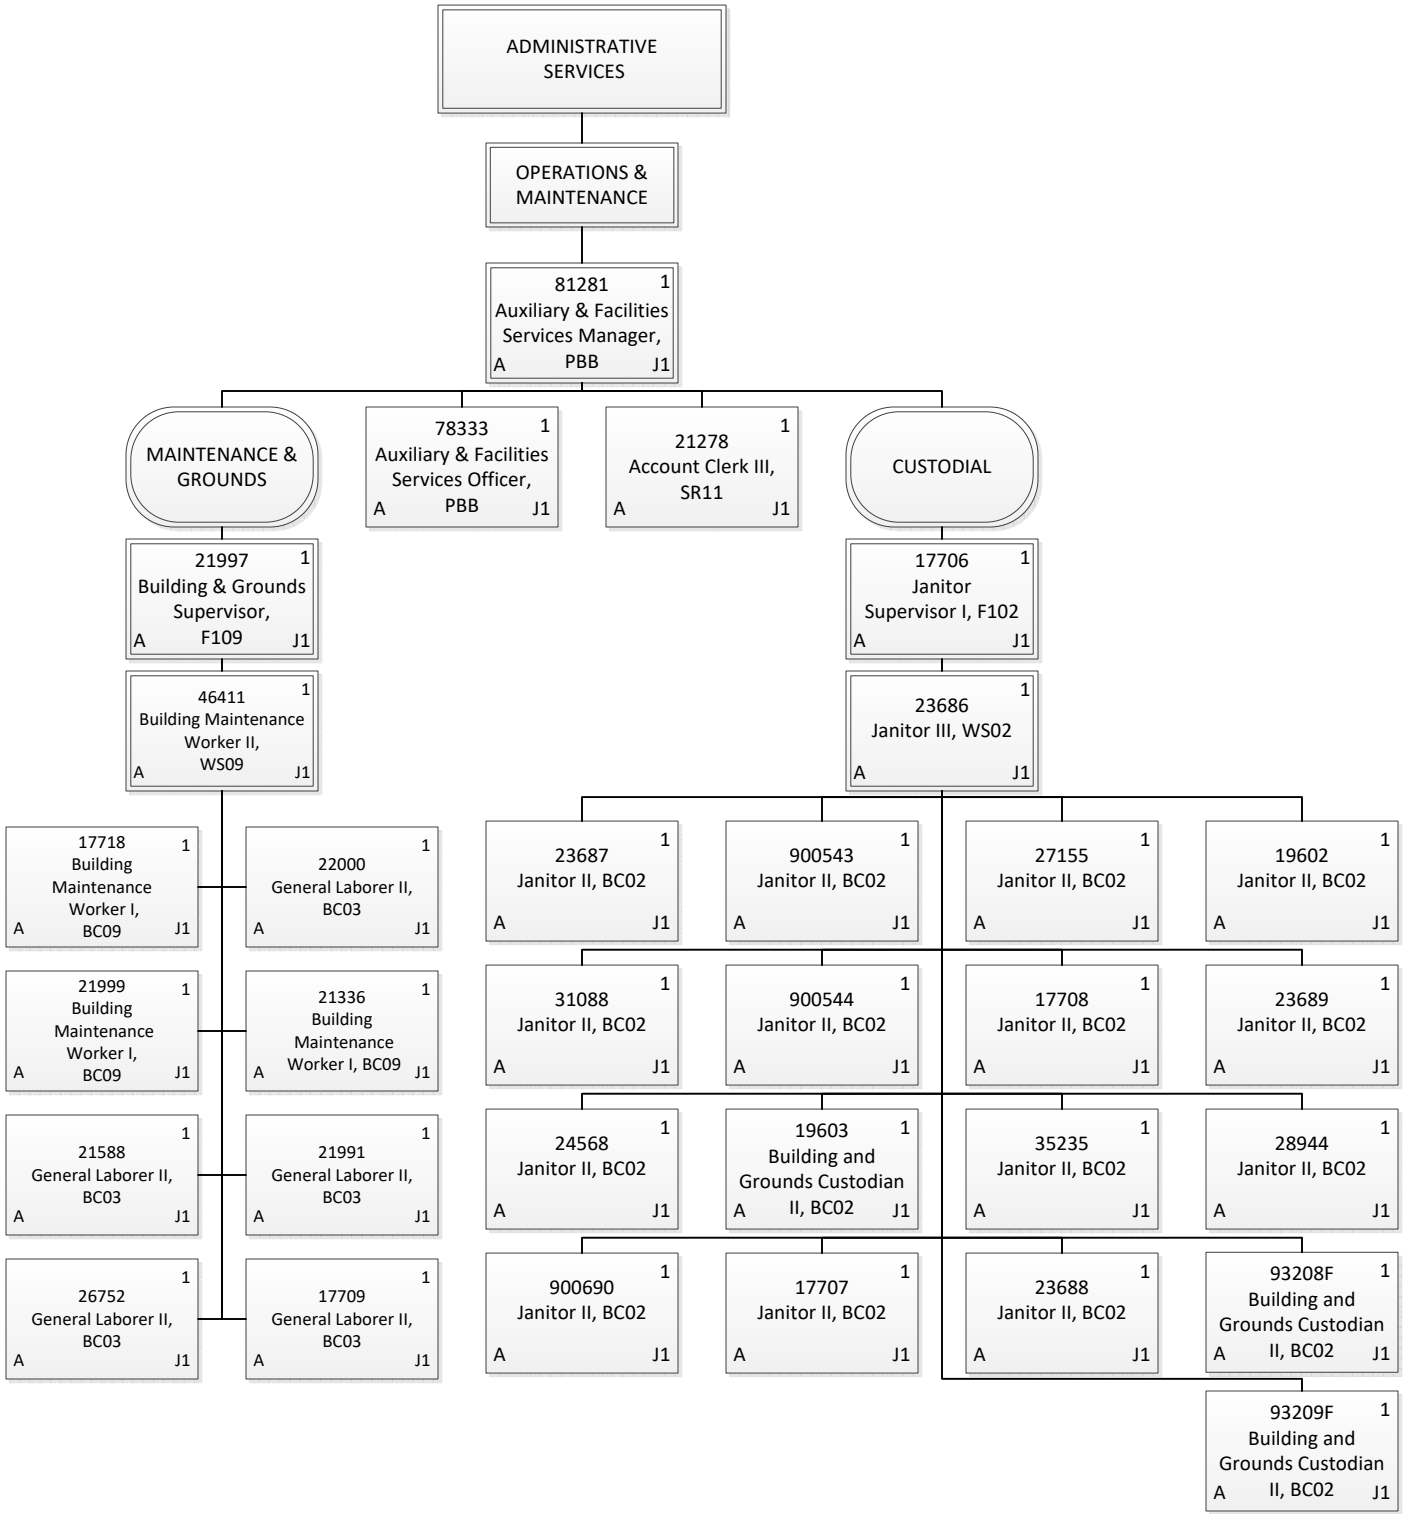 ADMINISTRATIVE
SERVICES
OPERATIONS &
MAINTENANCE
81281 1
Auxiliary & Facilities
Services Manager,
PBB
A J1
MAINTENANCE &
GROUNDS
78333 1
Auxiliary & Facilities
Services Officer,
PBB
A J1
21278 1
Account Clerk III,
SR11
A J1
CUSTODIAL
21997 1
Building & Grounds
Supervisor,
F109
A J1
17706 1
Janitor
Supervisor I, F102
A J1
46411 1
Building Maintenance
Worker II,
WS09
A J1
23686 1
Janitor III, WS02
A J1
17718 1
Building
Maintenance
Worker I,
BC09
A J1
22000 1
General Laborer II,
BC03
A J1
21999 1
Building
Maintenance
Worker I,
BC09
A J1
21336 1
Building
Maintenance
Worker I, BC09
A J1
21588 1
General Laborer II,
BC03
A J1
21991 1
General Laborer II,
BC03
A J1
26752 1
General Laborer II,
BC03
A J1
17709 1
General Laborer II,
BC03
A J1
23687 1
Janitor II, BC02
A J1
900543 1
Janitor II, BC02
A J1
27155 1
Janitor II, BC02
A J1
19602 1
Janitor II, BC02
A J1
31088 1
Janitor II, BC02
A J1
900544 1
Janitor II, BC02
A J1
17708 1
Janitor II, BC02
A J1
23689 1
Janitor II, BC02
A J1
24568 1
Janitor II, BC02
A J1
19603 1
Building and
Grounds Custodian
II, BC02
A J1
35235 1
Janitor II, BC02
A J1
28944 1
Janitor II, BC02
A J1
900690 1
Janitor II, BC02
A J1
17707 1
Janitor II, BC02
A J1
23688 1
Janitor II, BC02
A J1
93208F 1
Building and
Grounds Custodian
II, BC02
A J1
93209F 1
Building and
Grounds Custodian
II, BC02
A J1